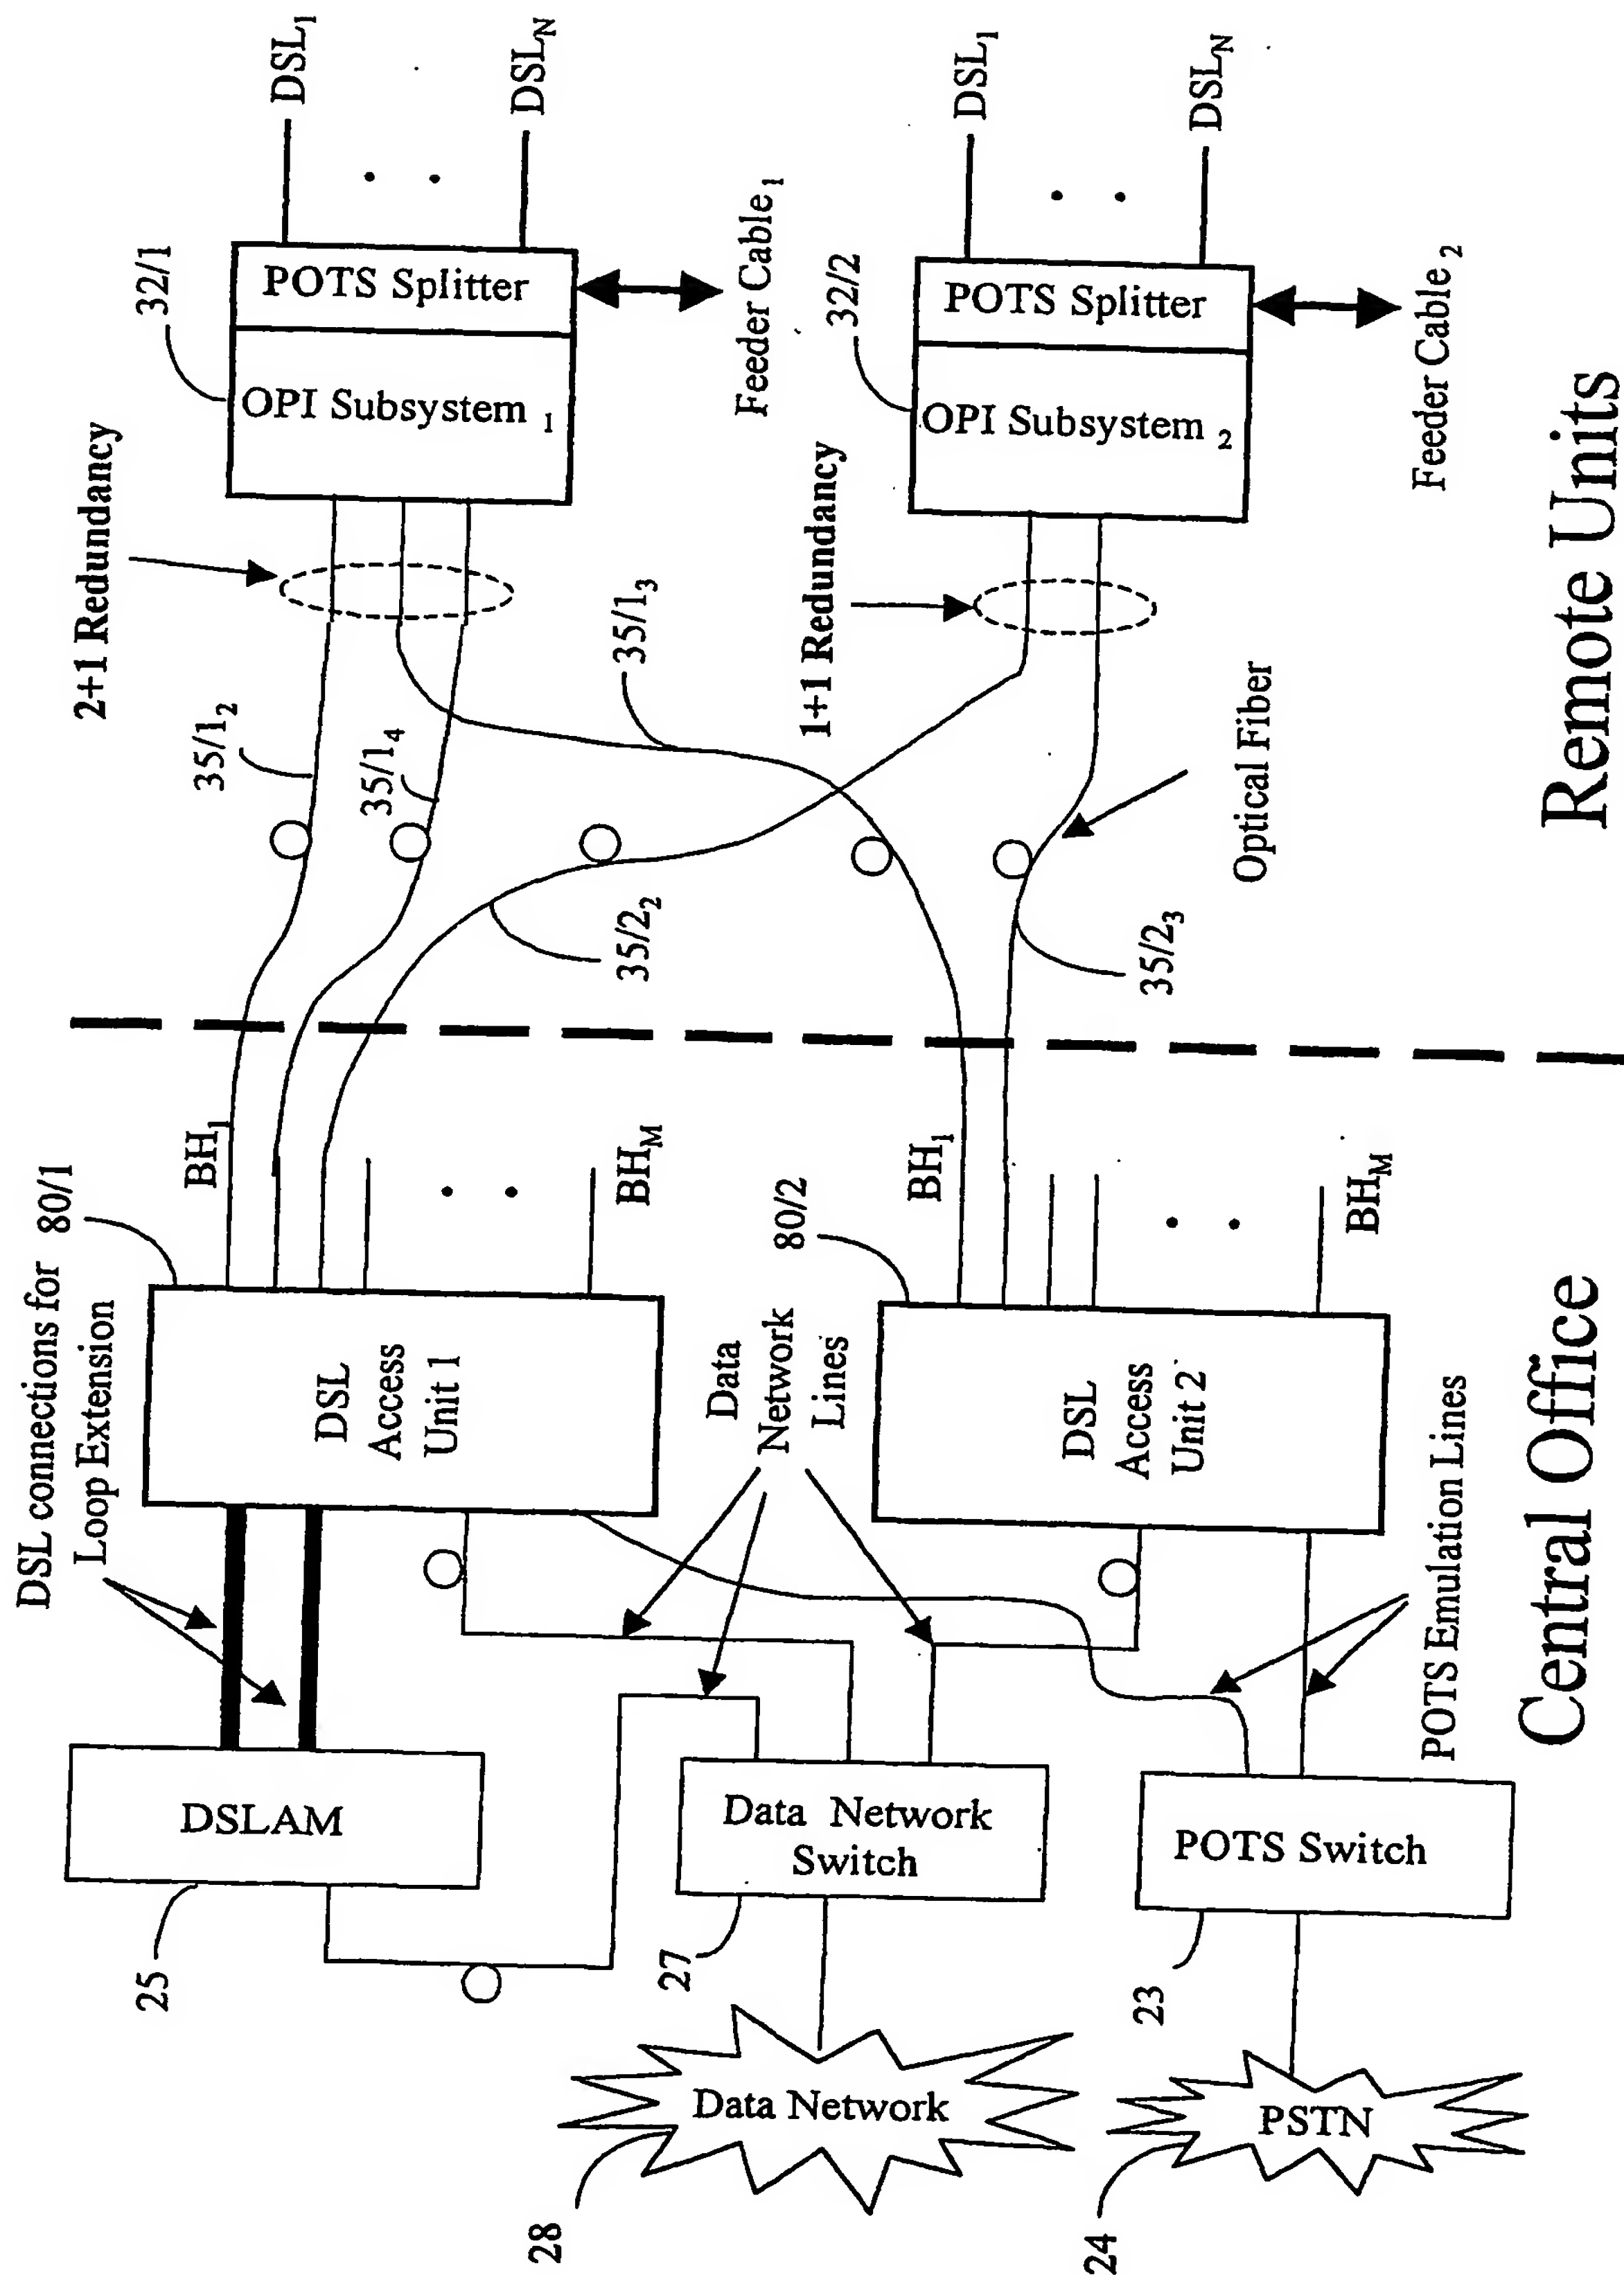 DSL connections for
Loop Extension
80/1
BH₁
35/1₂
2+1 Redundancy
32/1
DSL₁
DSLₙ
POTS Splitter
OPI Subsystem ₁
Feeder Cable ₁
35/1₄
35/1₃
35/2₂
BHᴍ
DSL
Access
Unit 1
DSLAM
25
Data
Network
Lines
80/2
BH₁
1+1 Redundancy
32/2
DSL₁
DSLₙ
POTS Splitter
OPI Subsystem ₂
Feeder Cable ₂
Optical Fiber
35/2₃
BHᴍ
DSL
Access
Unit 2
Data Network
Switch
27
Data Network
28
POTS Emulation Lines
POTS Switch
23
PSTN
24
Central Office
Remote Units